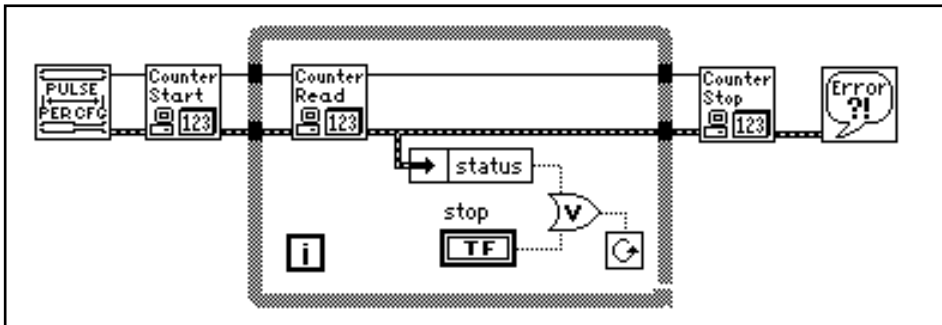 PULSE
PER CFG
Counter
Start
123
Counter
Read
123
status
stop
TF
V
i
Counter
Stop
123
Error
?!